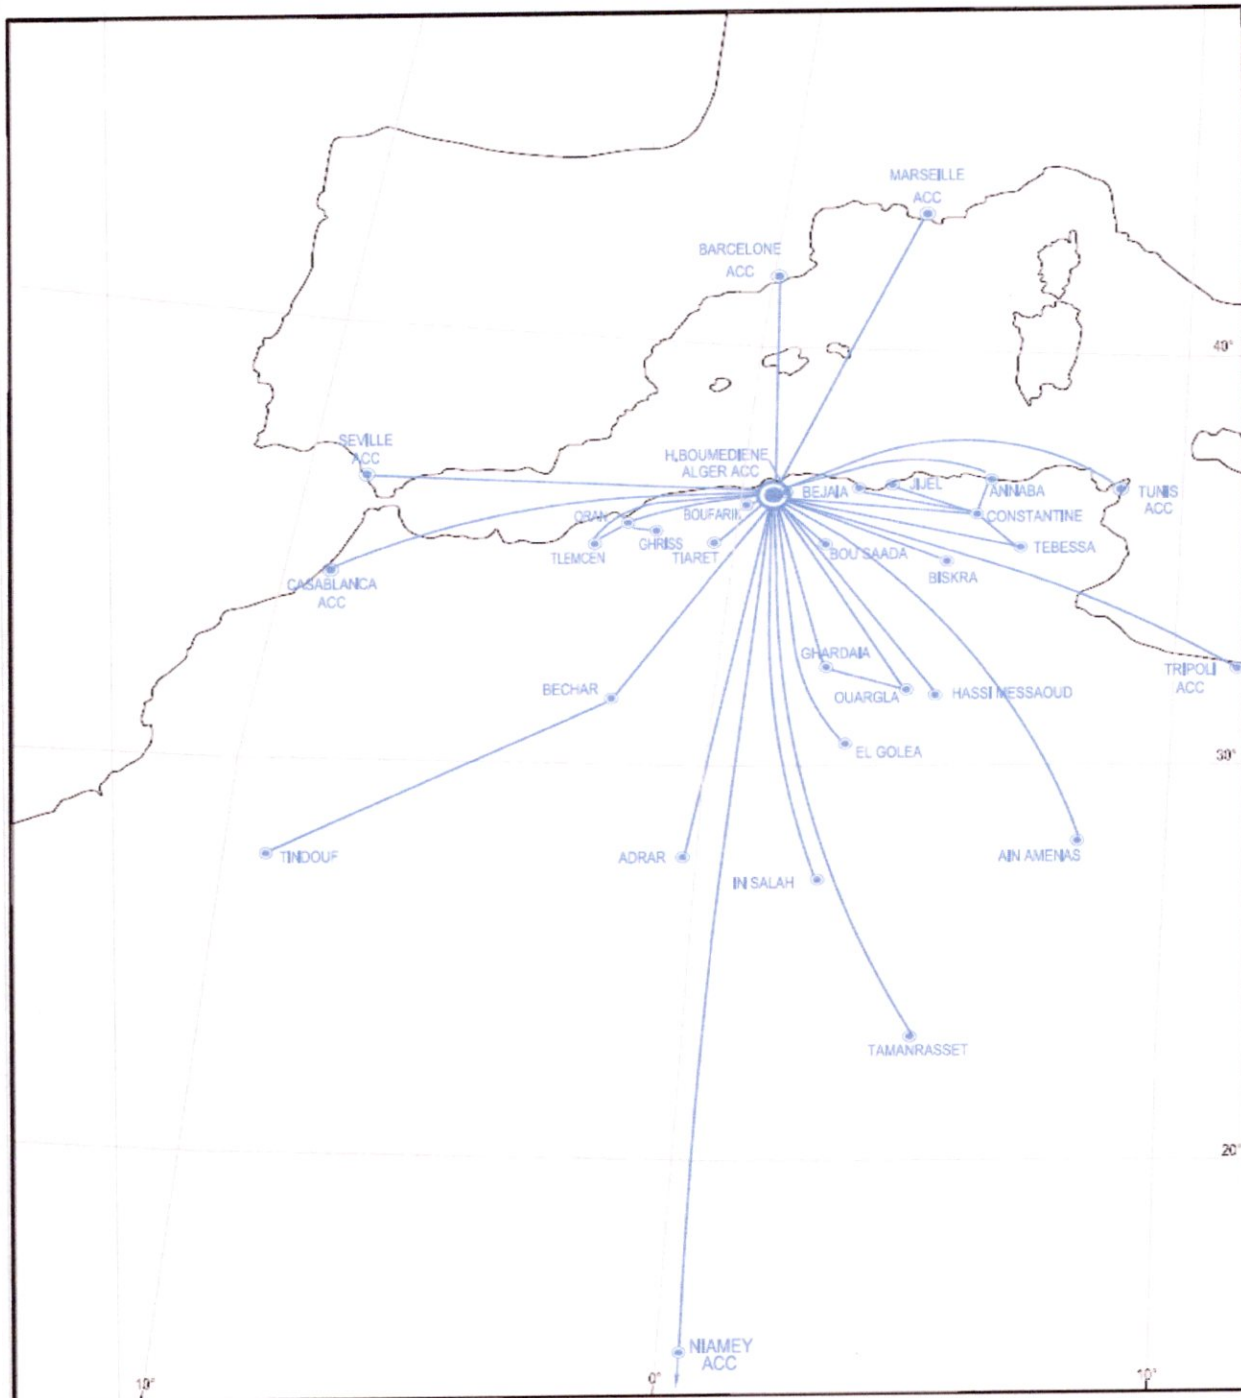 MARSEILLE
ACC
BARCELONE
ACC
40°
SEVILLE
ACC
H.BOUMEDIENE
ALGER ACC
BEJAIA
JIJEL
ANNABA
TUNIS
ACC
ORAN
BOUFARIK
CONSTANTINE
TLEMCEN
GHRISS
TIARET
BOU SAADA
TEBESSA
BISKRA
CASABLANCA
ACC
GHARDAIA
TRIPOLI
ACC
BECHAR
OUARGLA
HASSI MESSAOUD
EL GOLEA
30°
TINDOUF
ADRAR
AIN AMENAS
IN SALAH
TAMANRASSET
20°
NIAMEY
ACC
10°
0°
10°